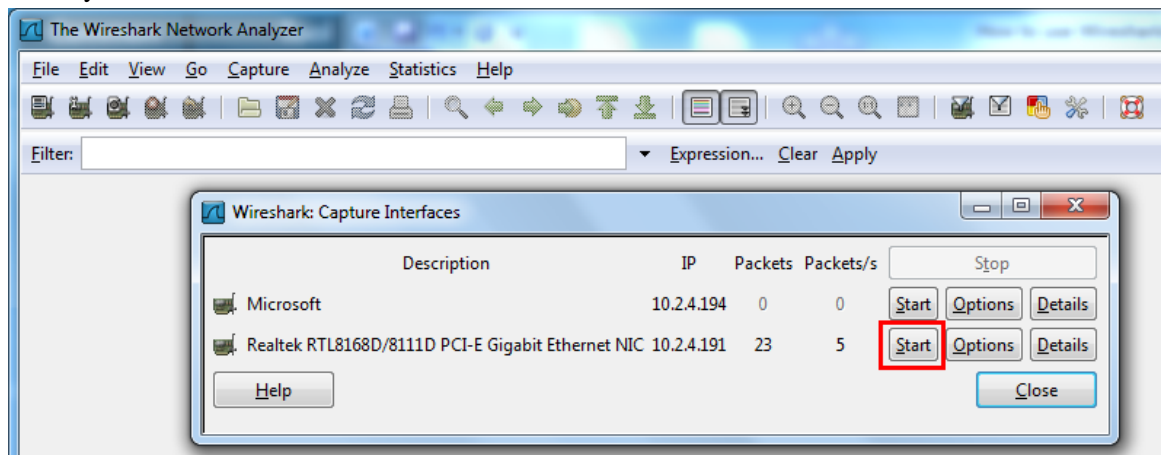 The Wireshark Network Analyzer
File Edit View Go Capture Analyze Statistics Help
Filter: Expression... Clear Apply
Wireshark: Capture Interfaces
Description IP Packets Packets/s Stop
Microsoft 10.2.4.194 0 0 Start Options Details
Realtek RTL8168D/8111D PCI-E Gigabit Ethernet NIC 10.2.4.191 23 5 Start Options Details
Help Close